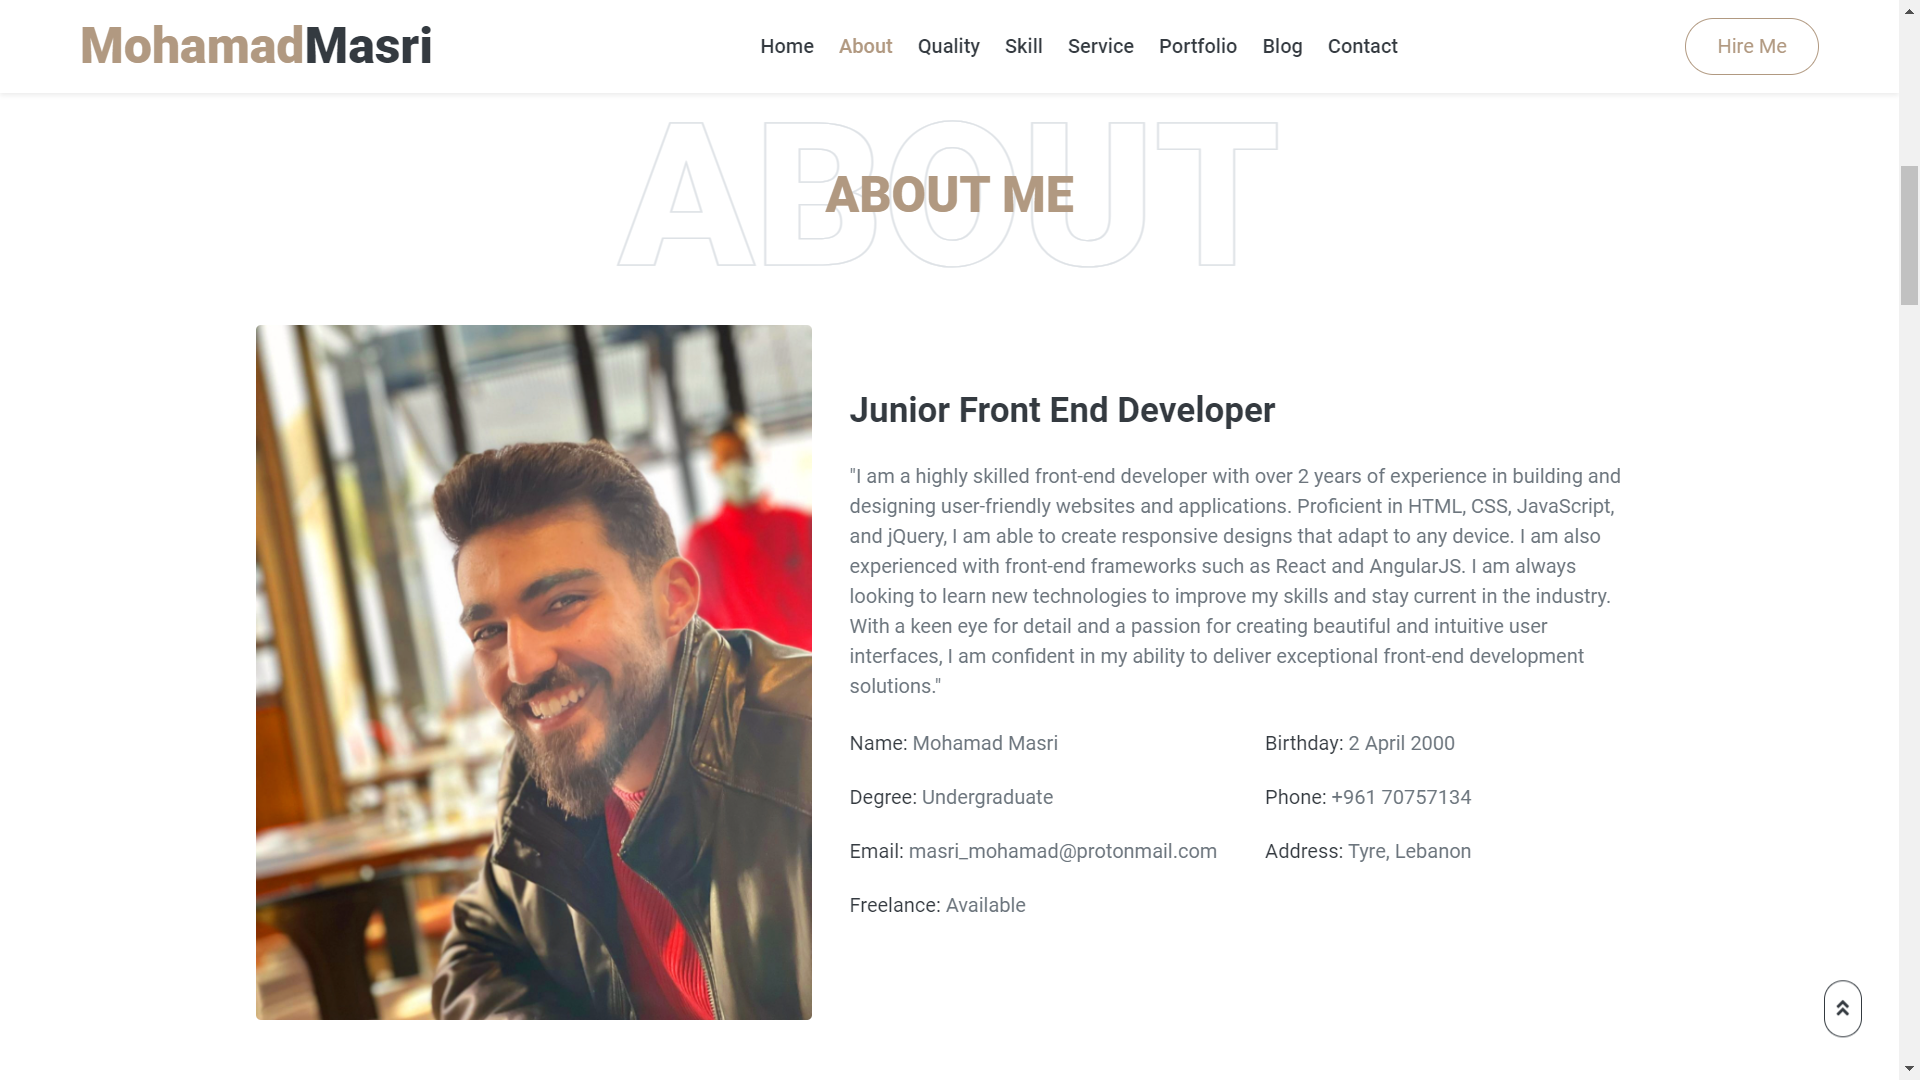 MohamadMasri
Home About Quality Skill Service Portfolio Blog Contact
Hire Me
ABOUT
ABOUT ME
Junior Front End Developer
"I am a highly skilled front-end developer with over 2 years of experience in building and
designing user-friendly websites and applications. Proficient in HTML, CSS, JavaScript,
and jQuery, I am able to create responsive designs that adapt to any device. I am also
experienced with front-end frameworks such as React and AngularJS. I am always
looking to learn new technologies to improve my skills and stay current in the industry.
With a keen eye for detail and a passion for creating beautiful and intuitive user
interfaces, I am confident in my ability to deliver exceptional front-end development
solutions."
Name: Mohamad Masri
Birthday: 2 April 2000
Degree: Undergraduate
Phone: +961 70757134
Email: masri_mohamad@protonmail.com
Address: Tyre, Lebanon
Freelance: Available